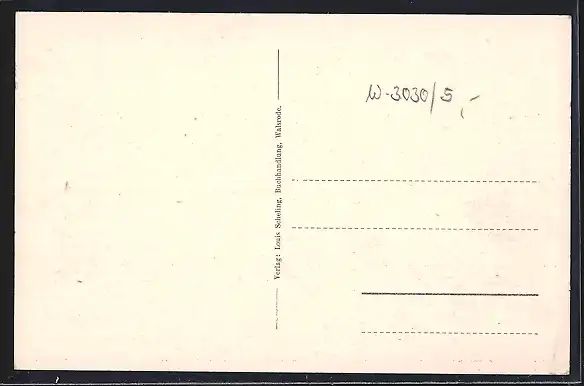 W-3030/5,-
Verlag: Louis Scheling, Buchhandlung, Walsrode.